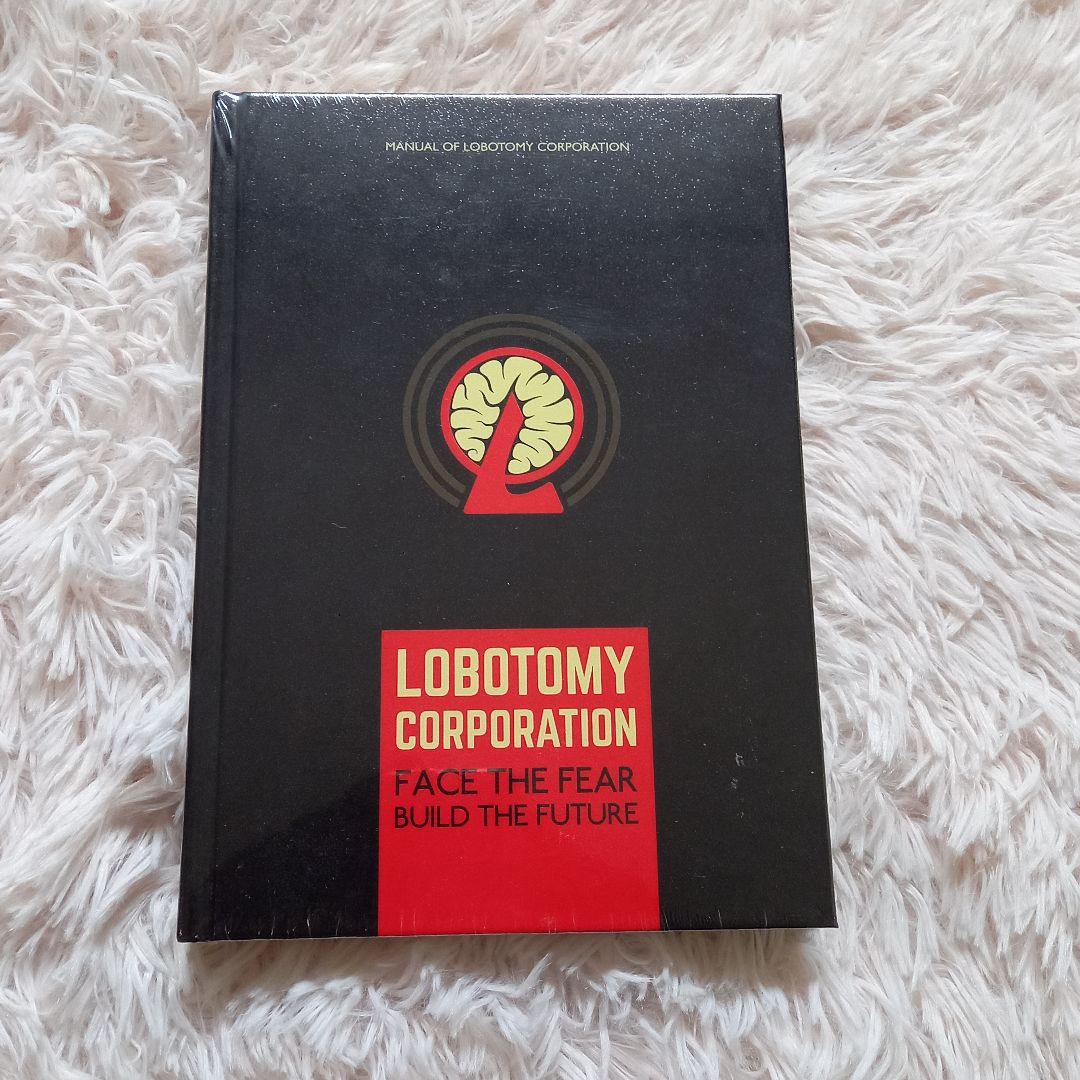 MANUAL OF LOBOTOMY CORPORATION
LOBOTOMY
CORPORATION
FACE THE FEAR
BUILD THE FUTURE